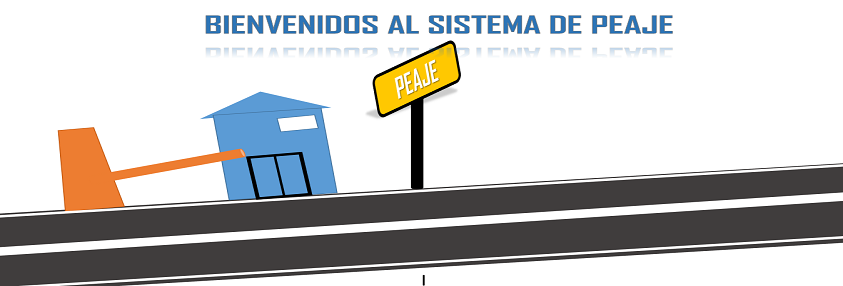 BIENVENIDOS AL SISTEMA DE PEAJE
PEAJE